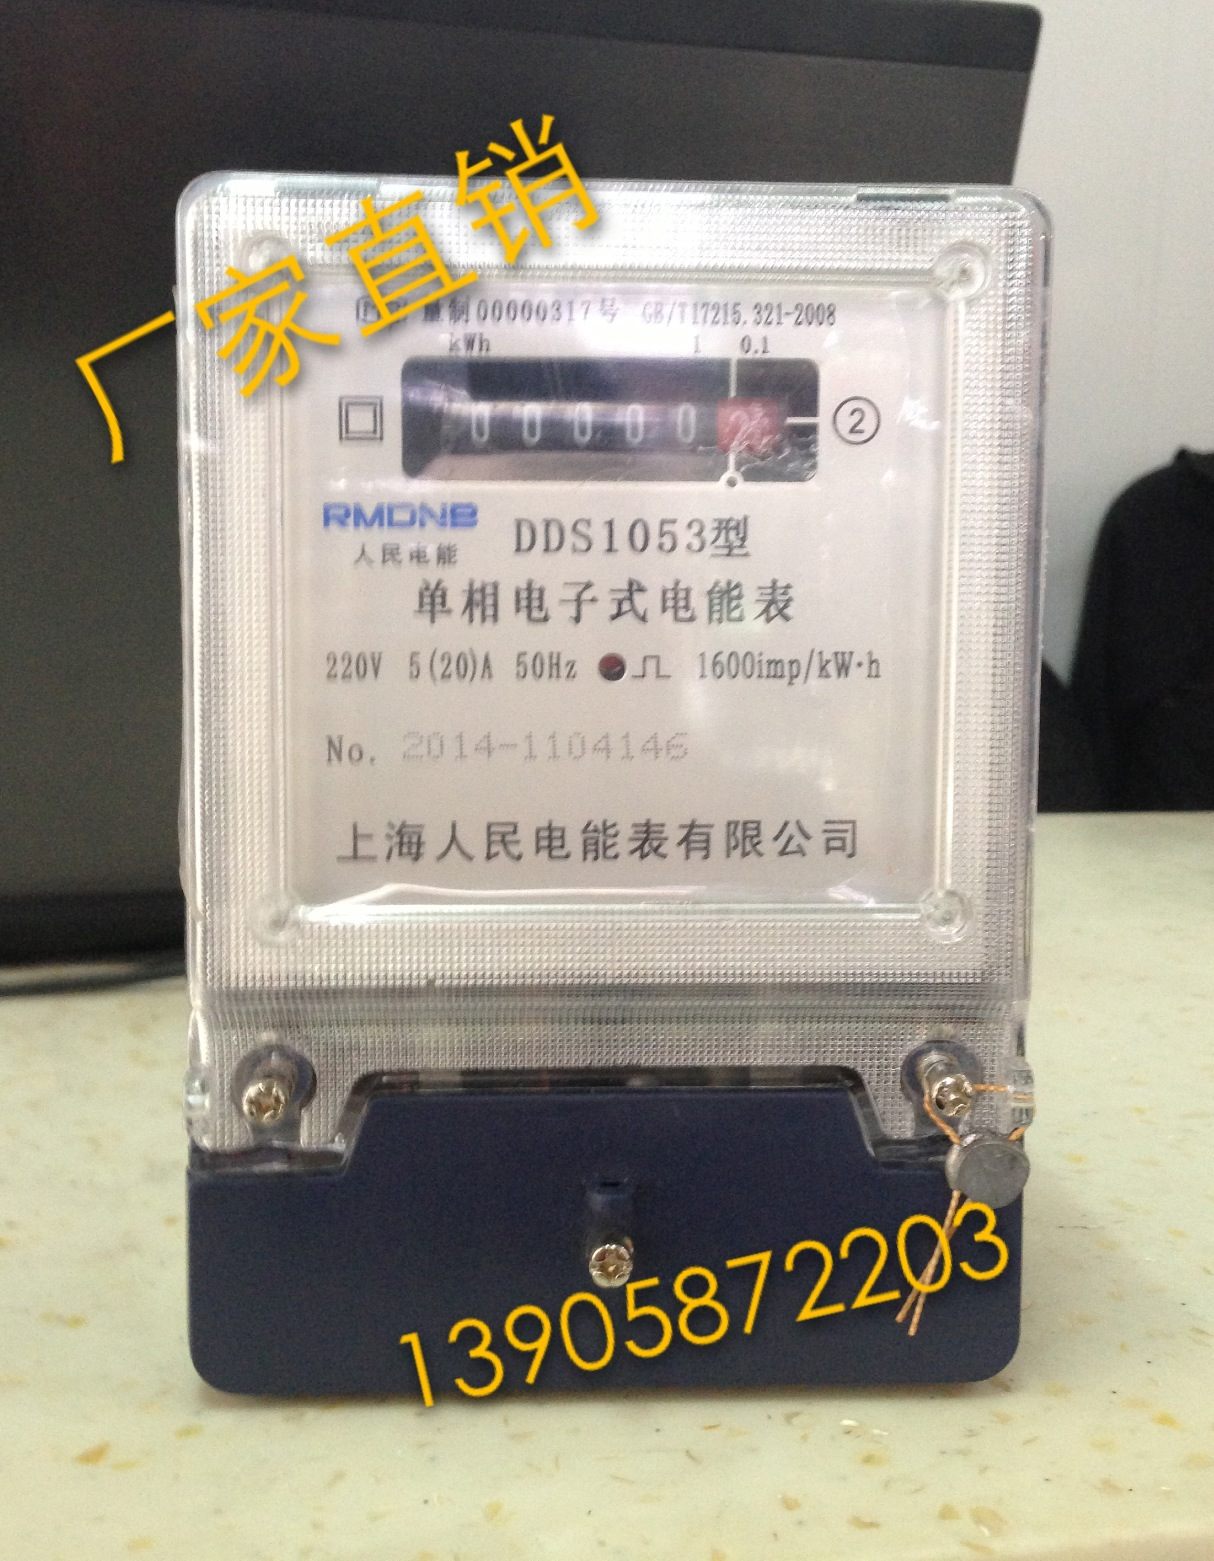 厂家直销
量制00000317号 GB/T17215.321-2008
kWh 1 0.1
00000 2
②
RMDNB
人民电能
DDS1053型
单相电子式电能表
220V 5(20)A 50Hz 1600imp/kW·h
No. 2014-1104146
上海人民电能表有限公司
13905872203